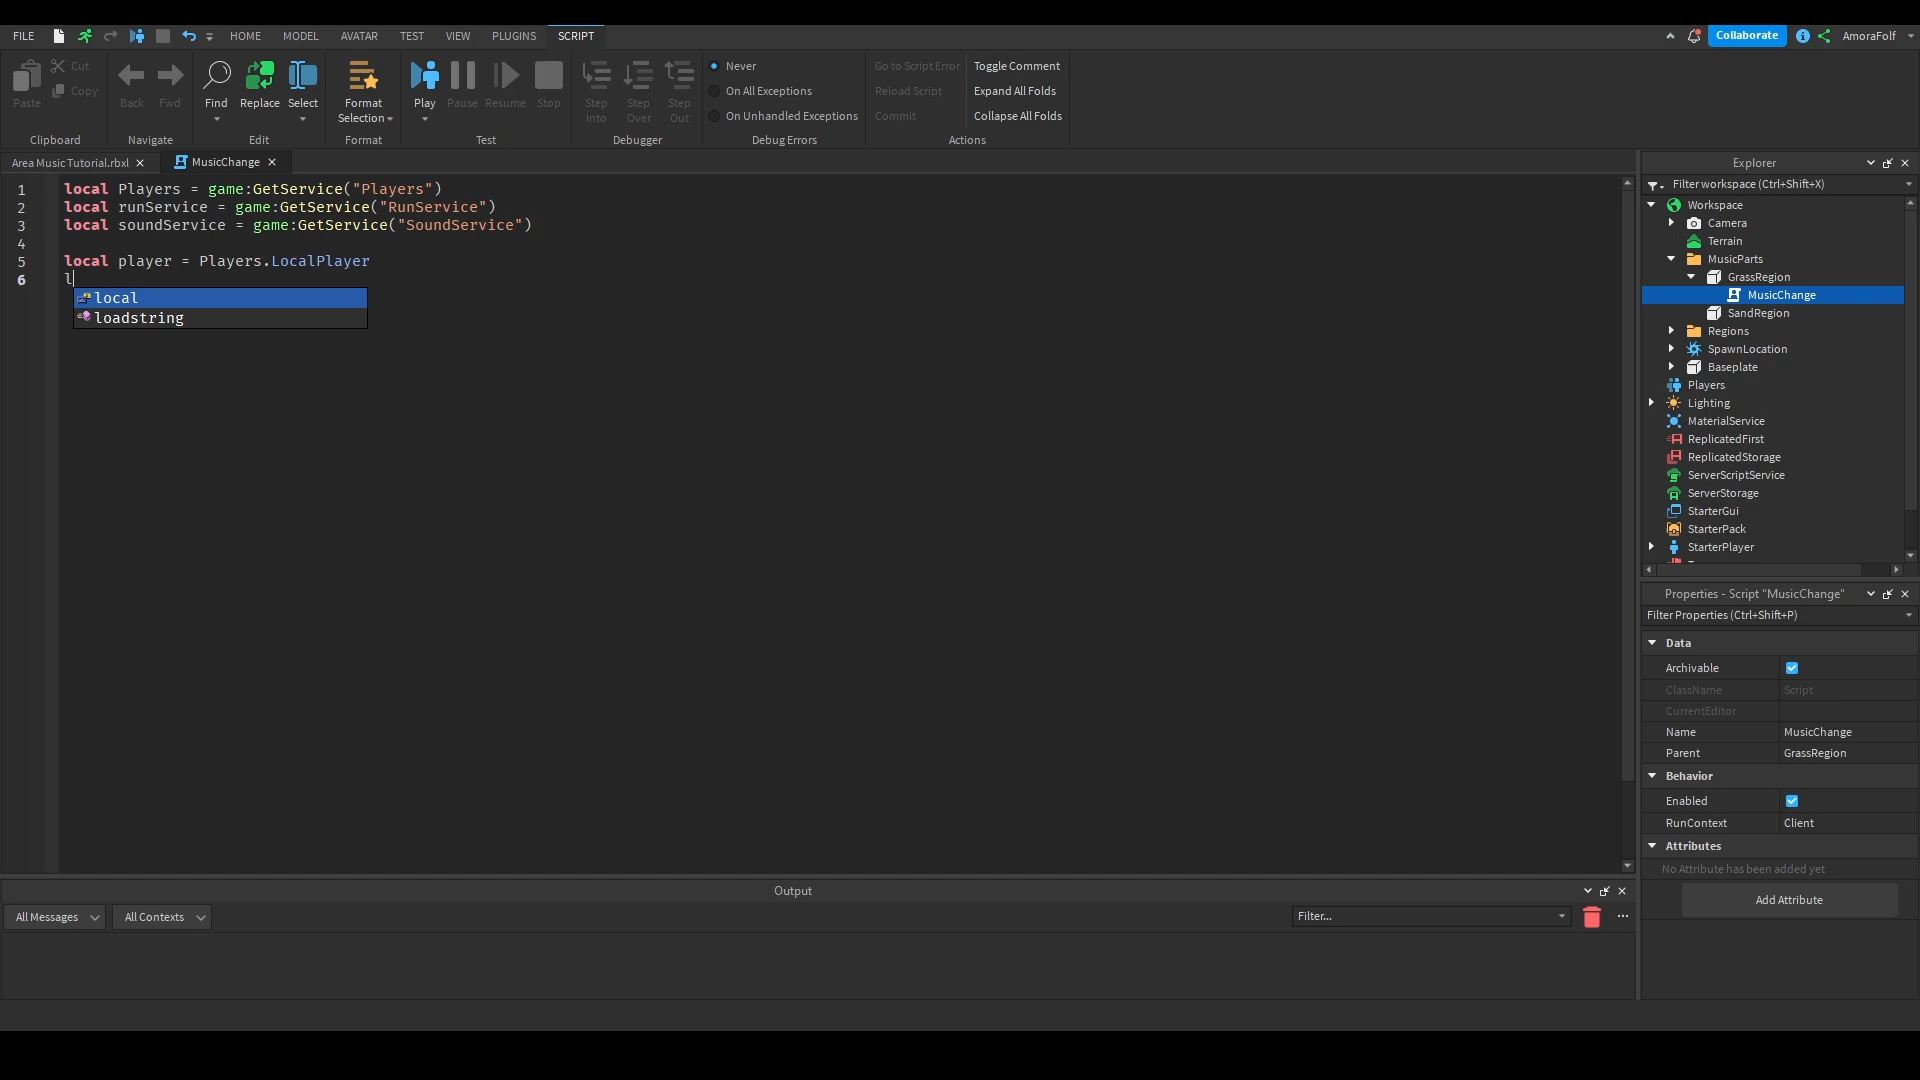 FILE HOME MODEL AVATAR TEST VIEW PLUGINS SCRIPT Collaborate AmoraFolf
Paste Cut Copy Clipboard
Back Fwd Navigate
Find Replace Select Edit
Format Selection Format
Play Pause Resume Stop Test
Step Into Step Over Step Out Debugger
Never
On All Exceptions
On Unhandled Exceptions
Debug Errors
Go to Script Error
Reload Script
Commit
Toggle Comment
Expand All Folds
Collapse All Folds
Actions
Area Music Tutorial.rbxl MusicChange
1 local Players = game:GetService("Players")
2 local runService = game:GetService("RunService")
3 local soundService = game:GetService("SoundService")
4
5 local player = Players.LocalPlayer
6 l
local
loadstring
Explorer
Filter workspace (Ctrl+Shift+X)
Workspace
Camera
Terrain
MusicParts
GrassRegion
MusicChange
SandRegion
Regions
SpawnLocation
Baseplate
Players
Lighting
MaterialService
ReplicatedFirst
ReplicatedStorage
ServerScriptService
ServerStorage
StarterGui
StarterPack
StarterPlayer
Properties - Script "MusicChange"
Filter Properties (Ctrl+Shift+P)
Data
Archivable
ClassName Script
CurrentEditor
Name MusicChange
Parent GrassRegion
Behavior
Enabled
RunContext Client
Attributes
No Attribute has been added yet
Add Attribute
Output
All Messages All Contexts Filter...